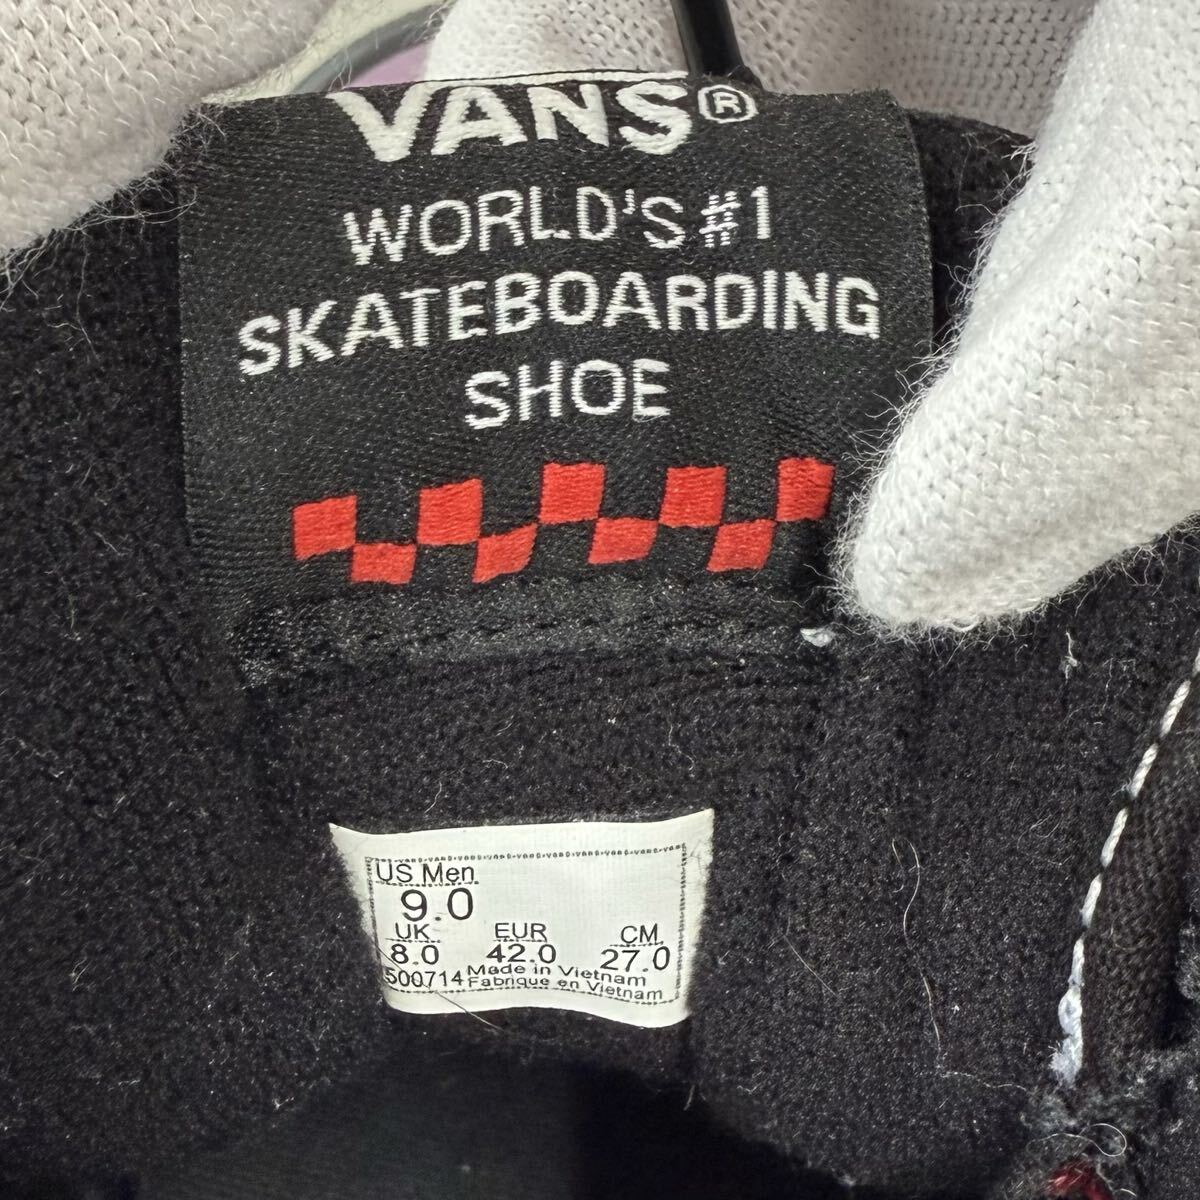 VANS®
WORLD'S #1
SKATEBOARDING
SHOE
US Men
9.0
UK EUR CM
8.0 42.0 27.0
500714 Made in Vietnam
Fabrique en Vietnam